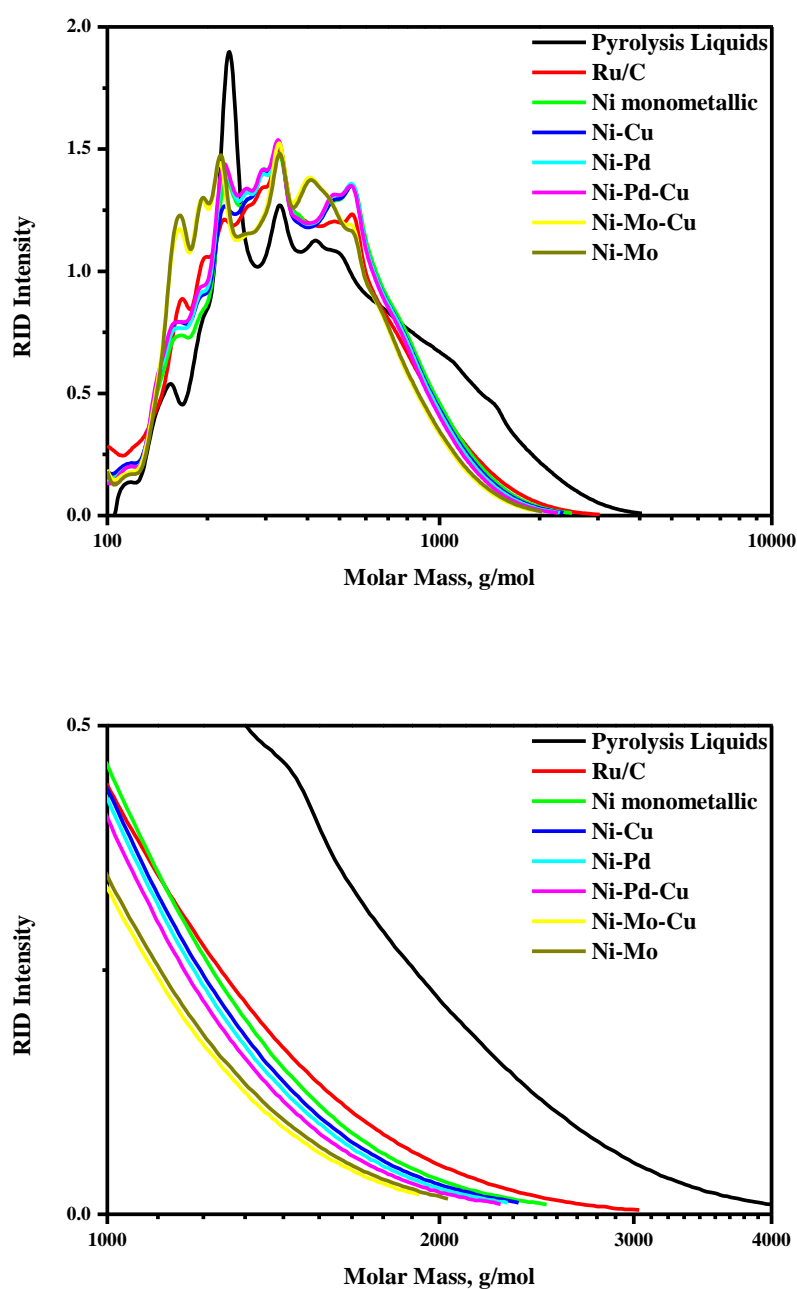 2.0
1.5
1.0
0.5
0.0
RID Intensity
Pyrolysis Liquids
Ru/C
Ni monometallic
Ni-Cu
Ni-Pd
Ni-Pd-Cu
Ni-Mo-Cu
Ni-Mo
100
1000
10000
Molar Mass, g/mol
0.5
0.0
RID Intensity
Pyrolysis Liquids
Ru/C
Ni monometallic
Ni-Cu
Ni-Pd
Ni-Pd-Cu
Ni-Mo-Cu
Ni-Mo
1000
2000
3000
4000
Molar Mass, g/mol